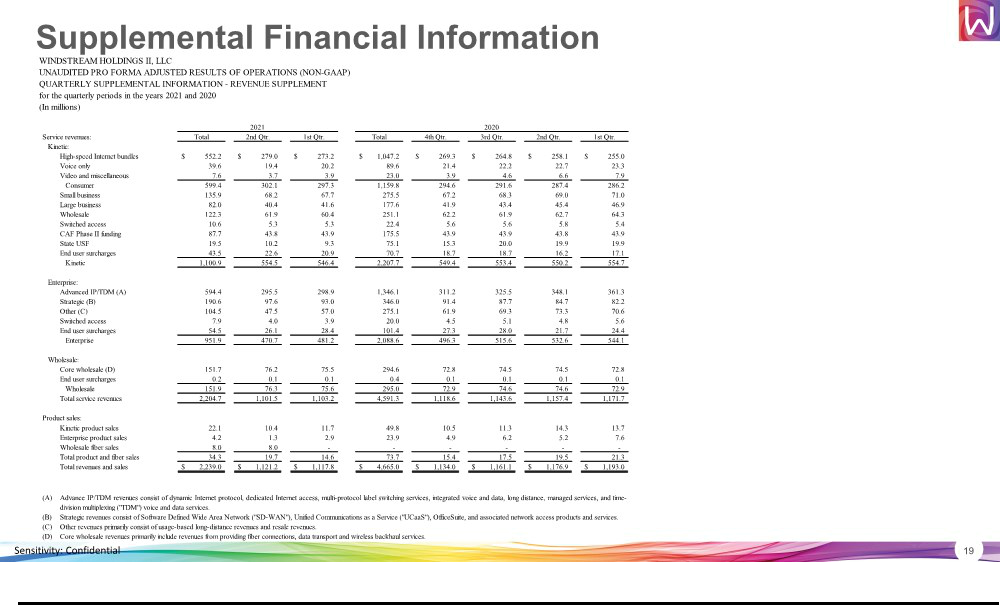 Supplemental Financial Information
WINDSTREAM HOLDINGS II, LLC
UNAUDITED PRO FORMA ADJUSTED RESULTS OF OPERATIONS (NON-GAAP)
QUARTERLY SUPPLEMENTAL INFORMATION - REVENUE SUPPLEMENT
for the quarterly periods in the years 2021 and 2020
(In millions)
2021 2020
Service revenues: Total 2nd Qtr. 1st Qtr. Total 4th Qtr. 3rd Qtr. 2nd Qtr. 1st Qtr.
Kinetic:
High-speed Internet bundles $ 552.2 $ 279.0 $ 273.2 $ 1,047.2 $ 269.3 $ 264.8 $ 258.1 $ 255.0
Voice only 39.6 19.4 20.2 89.6 21.4 22.2 22.7 23.3
Video and miscellaneous 7.6 3.7 3.9 23.0 3.9 4.6 6.6 7.9
Consumer 599.4 302.1 297.3 1,159.8 294.6 291.6 287.4 286.2
Small business 135.9 68.2 67.7 275.5 67.2 68.3 69.0 71.0
Large business 82.0 40.4 41.6 177.6 41.9 43.4 45.4 46.9
Wholesale 122.3 61.9 60.4 251.1 62.2 61.9 62.7 64.3
Switched access 10.6 5.3 5.3 22.4 5.6 5.6 5.8 5.4
CAF Phase II funding 87.7 43.8 43.9 175.5 43.9 43.9 43.8 43.9
State USF 19.5 10.2 9.3 75.1 15.3 20.0 19.9 19.9
End user surcharges 43.5 22.6 20.9 70.7 18.7 18.7 16.2 17.1
Kinetic 1,100.9 554.5 546.4 2,207.7 549.4 553.4 550.2 554.7
Enterprise:
Advanced IP/TDM (A) 594.4 295.5 298.9 1,346.1 311.2 325.5 348.1 361.3
Strategic (B) 190.6 97.6 93.0 346.0 91.4 87.7 84.7 82.2
Other (C) 104.5 47.5 57.0 275.1 61.9 69.3 73.3 70.6
Switched access 7.9 4.0 3.9 20.0 4.5 5.1 4.8 5.6
End user surcharges 54.5 26.1 28.4 101.4 27.3 28.0 21.7 24.4
Enterprise 951.9 470.7 481.2 2,088.6 496.3 515.6 532.6 544.1
Wholesale:
Core wholesale (D) 151.7 76.2 75.5 294.6 72.8 74.5 74.5 72.8
End user surcharges 0.2 0.1 0.1 0.4 0.1 0.1 0.1 0.1
Wholesale 151.9 76.3 75.6 295.0 72.9 74.6 74.6 72.9
Total service revenues 2,204.7 1,101.5 1,103.2 4,591.3 1,118.6 1,143.6 1,157.4 1,171.7
Product sales:
Kinetic product sales 22.1 10.4 11.7 49.8 10.5 11.3 14.3 13.7
Enterprise product sales 4.2 1.3 2.9 23.9 4.9 6.2 5.2 7.6
Wholesale fiber sales 8.0 8.0 - - - - - -
Total product and fiber sales 34.3 19.7 14.6 73.7 15.4 17.5 19.5 21.3
Total revenues and sales $ 2,239.0 $ 1,121.2 $ 1,117.8 $ 4,665.0 $ 1,134.0 $ 1,161.1 $ 1,176.9 $ 1,193.0
(A) Advance IP/TDM revenues consist of dynamic Internet protocol, dedicated Internet access, multi-protocol label switching services, integrated voice and data, long distance, managed services, and time-
division multiplexing ("TDM") voice and data services.
(B) Strategic revenues consist of Software Defined Wide Area Network ("SD-WAN"), Unified Communications as a Service ("UCaaS"), OfficeSuite, and associated network access products and services.
(C) Other revenues primarily consist of usage-based long-distance revenues and resale revenues.
(D) Core wholesale revenues primarily include revenues from providing fiber connections, data transport and wireless backhaul services.
Sensitivity: Confidential
19